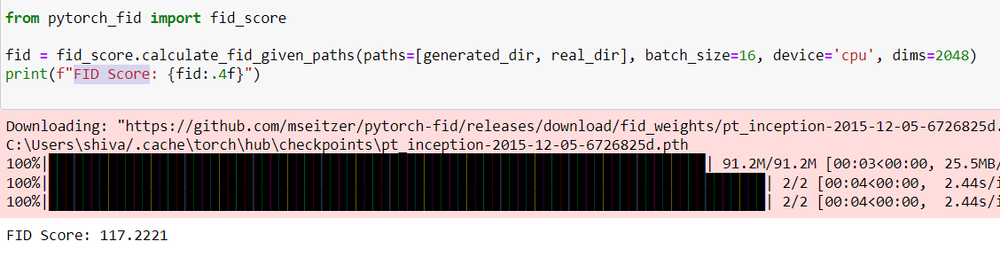 from pytorch_fid import fid_score
fid = fid_score.calculate_fid_given_paths(paths=[generated_dir, real_dir], batch_size=16, device='cpu', dims=2048)
print(f"FID Score: {fid:.4f}")
Downloading: "https://github.com/mseitzer/pytorch-fid/releases/download/fid_weights/pt_inception-2015-12-05-6726825d.
C:\Users\shiva/.cache\torch\hub\checkpoints\pt_inception-2015-12-05-6726825d.pth
100%| | 91.2M/91.2M [00:03<00:00, 25.5MB/
100%| | 2/2 [00:04<00:00, 2.44s/i
100%| | 2/2 [00:04<00:00, 2.44s/i
FID Score: 117.2221